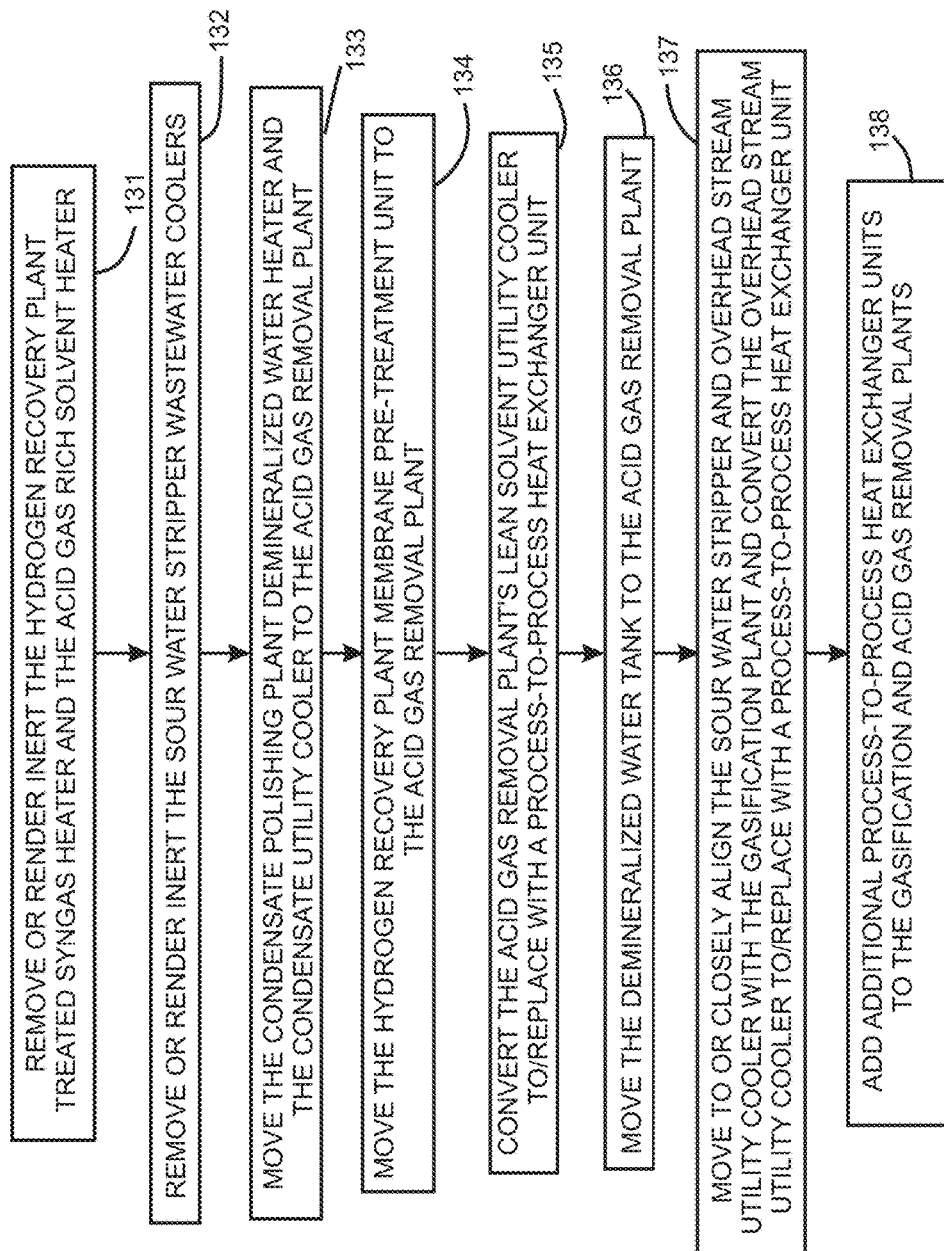 REMOVE OR RENDER INERT THE HYDROGEN RECOVERY PLANT
TREATED SYNGAS HEATER AND THE ACID GAS RICH SOLVENT HEATER
131
REMOVE OR RENDER INERT THE SOUR WATER STRIPPER WASTEWATER COOLERS
132
MOVE THE CONDENSATE POLISHING PLANT DEMINERALIZED WATER HEATER AND
THE CONDENSATE UTILITY COOLER TO THE ACID GAS REMOVAL PLANT
133
MOVE THE HYDROGEN RECOVERY PLANT MEMBRANE PRE-TREATMENT UNIT TO
THE ACID GAS REMOVAL PLANT
134
CONVERT THE ACID GAS REMOVAL PLANT'S LEAN SOLVENT UTILITY COOLER
TO/REPLACE WITH A PROCESS-TO-PROCESS HEAT EXCHANGER UNIT
135
MOVE THE DEMINERALIZED WATER TANK TO THE ACID GAS REMOVAL PLANT
136
MOVE TO OR CLOSELY ALIGN THE SOUR WATER STRIPPER AND OVERHEAD STREAM
UTILITY COOLER WITH THE GASIFICATION PLANT AND CONVERT THE OVERHEAD STREAM
UTILITY COOLER TO/REPLACE WITH A PROCESS-TO-PROCESS HEAT EXCHANGER UNIT
137
ADD ADDITIONAL PROCESS-TO-PROCESS HEAT EXCHANGER UNITS
TO THE GASIFICATION AND ACID GAS REMOVAL PLANTS
138